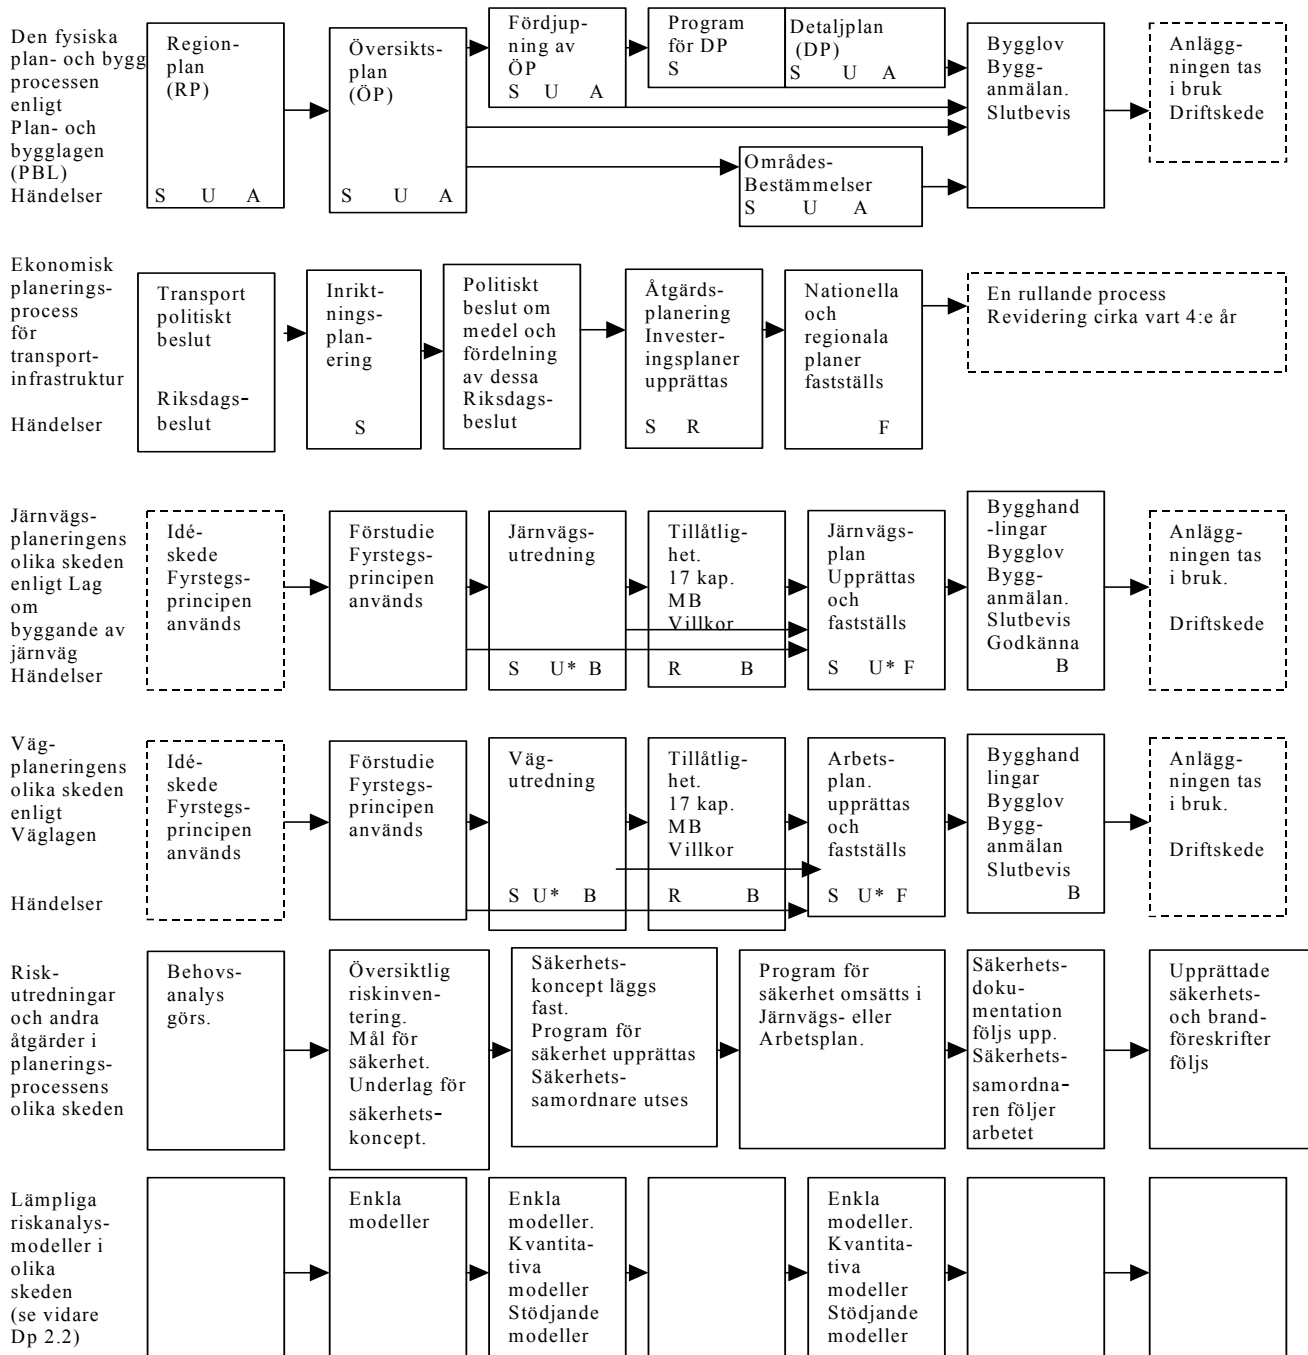 Den fysiska
plan- och bygg
processen
enligt
Plan- och
bygglagen
(PBL)
Händelser
Region-
plan
(RP)
S U A
Översikts-
plan
(ÖP)
S U A
Fördjup-
ning av
ÖP
S U A
Program
för DP
S
Detaljplan
(DP)
S U A
Områdes-
Bestämmelser
S U A
Bygglov
Bygg-
anmälan.
Slutbevis
Anlägg-
ningen tas
i bruk
Driftskede
Ekonomisk
planerings-
process
för
transport-
infrastruktur
Händelser
Transport
politiskt
beslut
Riksdags-
beslut
Inrikt-
nings-
plan-
ering
S
Politiskt
beslut om
medel och
fördelning
av dessa
Riksdags-
beslut
Åtgärds-
planering
Invester-
ingsplaner
upprättas
S R
Nationella
och
regionala
planer
fastställs
F
En rullande process
Revidering cirka vart 4:e år
Järnvägs-
planeringens
olika skeden
enligt Lag
om
byggande av
järnväg
Händelser
Idé-
skede
Fyrstegs-
principen
används
Förstudie
Fyrstegs-
principen
används
Järnvägs-
utredning
S U* B
Tillåtlig-
het.
17 kap.
MB
Villkor
R B
Järnvägs-
plan
Upprättas
och
fastställs
S U* F
Bygghand
-lingar
Bygglov
Bygg-
anmälan.
Slutbevis
Godkänna
B
Anlägg-
ningen tas
i bruk.
Driftskede
Väg-
planeringens
olika skeden
enligt
Väglagen
Händelser
Idé-
skede
Fyrstegs-
principen
används
Förstudie
Fyrstegs-
principen
används
Väg-
utredning
S U* B
Tillåtlig-
het.
17 kap.
MB
Villkor
R B
Arbets-
plan.
upprättas
och
fastställs
S U* F
Bygghand
lingar
Bygglov
Bygg-
anmälan
Slutbevis
B
Anlägg-
ningen tas
i bruk.
Driftskede
Risk-
utredningar
och andra
åtgärder i
planerings-
processens
olika skeden
Behovs-
analys
görs.
Översiktlig
riskinven-
tering.
Mål för
säkerhet.
Underlag för
säkerhets-
koncept.
Säkerhets-
koncept läggs
fast.
Program för
säkerhet upprättas
Säkerhets-
samordnare utses
Program för
säkerhet omsätts i
Järnvägs- eller
Arbetsplan.
Säkerhets-
doku-
mentation
följs upp.
Säkerhets-
samordna-
ren följer
arbetet
Upprättade
säkerhets-
och brand-
föreskrifter
följs
Lämpliga
riskanalys-
modeller i
olika
skeden
(se vidare
Dp 2.2)
Enkla
modeller
Enkla
modeller.
Kvantita-
tiva
modeller
Stödjande
modeller
Enkla
modeller.
Kvantita-
tiva
modeller
Stödjande
modeller